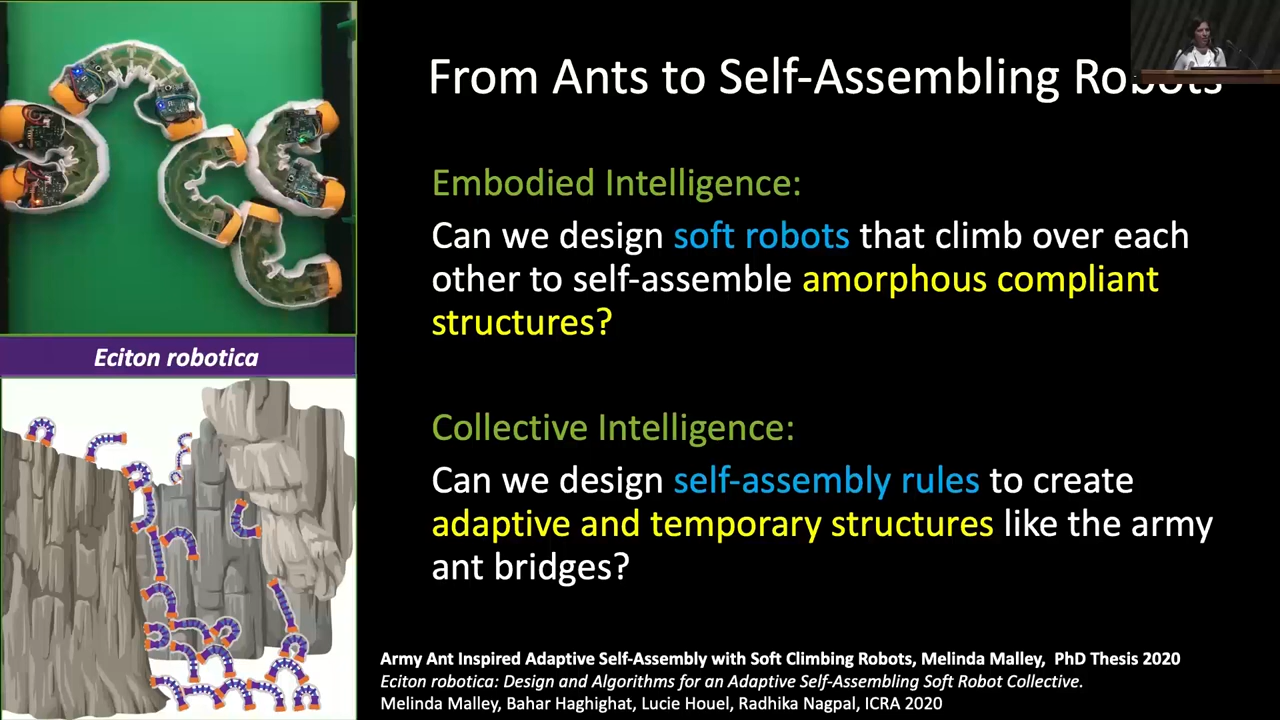 From Ants to Self-Assembling Robots
Embodied Intelligence:
Can we design soft robots that climb over each
other to self-assemble amorphous compliant
structures?
Eciton robotica
Collective Intelligence:
Can we design self-assembly rules to create
adaptive and temporary structures like the army
ant bridges?
Army Ant Inspired Adaptive Self-Assembly with Soft Climbing Robots, Melinda Malley, PhD Thesis 2020
Eciton robotica: Design and Algorithms for an Adaptive Self-Assembling Soft Robot Collective.
Melinda Malley, Bahar Haghighat, Lucie Houel, Radhika Nagpal, ICRA 2020